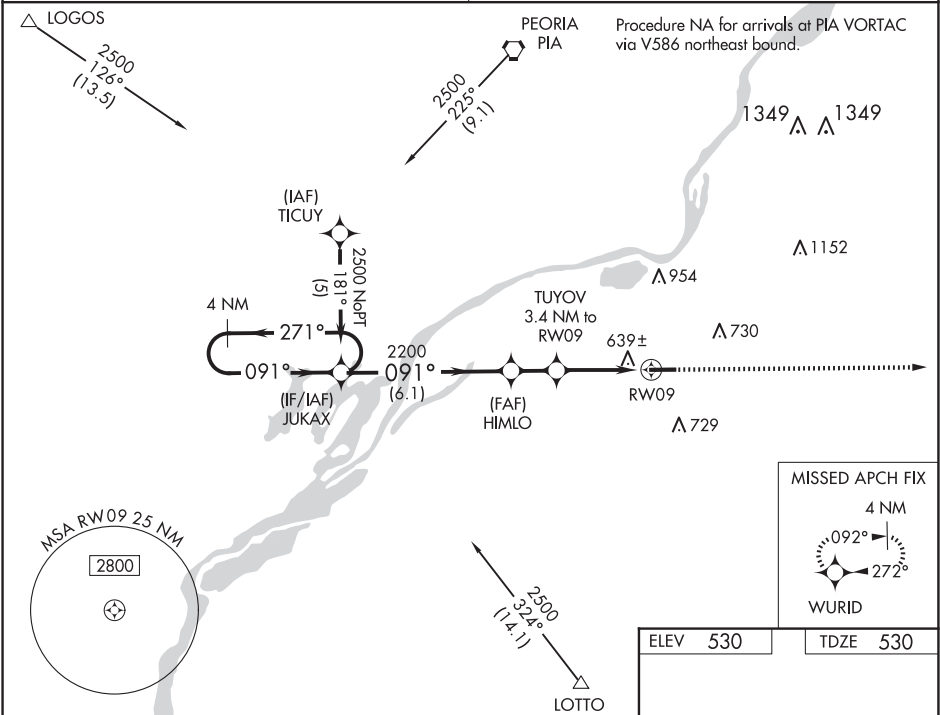 LOGOS
2500
126°
(13.5)
PEORIA
PIA
2500
225°
(9.1)
Procedure NA for arrivals at PIA VORTAC
via V586 northeast bound.
1349
1349
(IAF)
TICUY
2500 NoPT
181°
(5)
1152
954
4 NM
271°
TUYOV
3.4 NM to
RW09
730
639±
091°
2200
091°
(6.1)
(IF/IAF)
JUKAX
(FAF)
HIMLO
RW09
729
MSA RW09 25 NM
2800
MISSED APCH FIX
4 NM
092°
272°
WURID
2500
324°
(14.1)
LOTTO
ELEV 530
TDZE 530